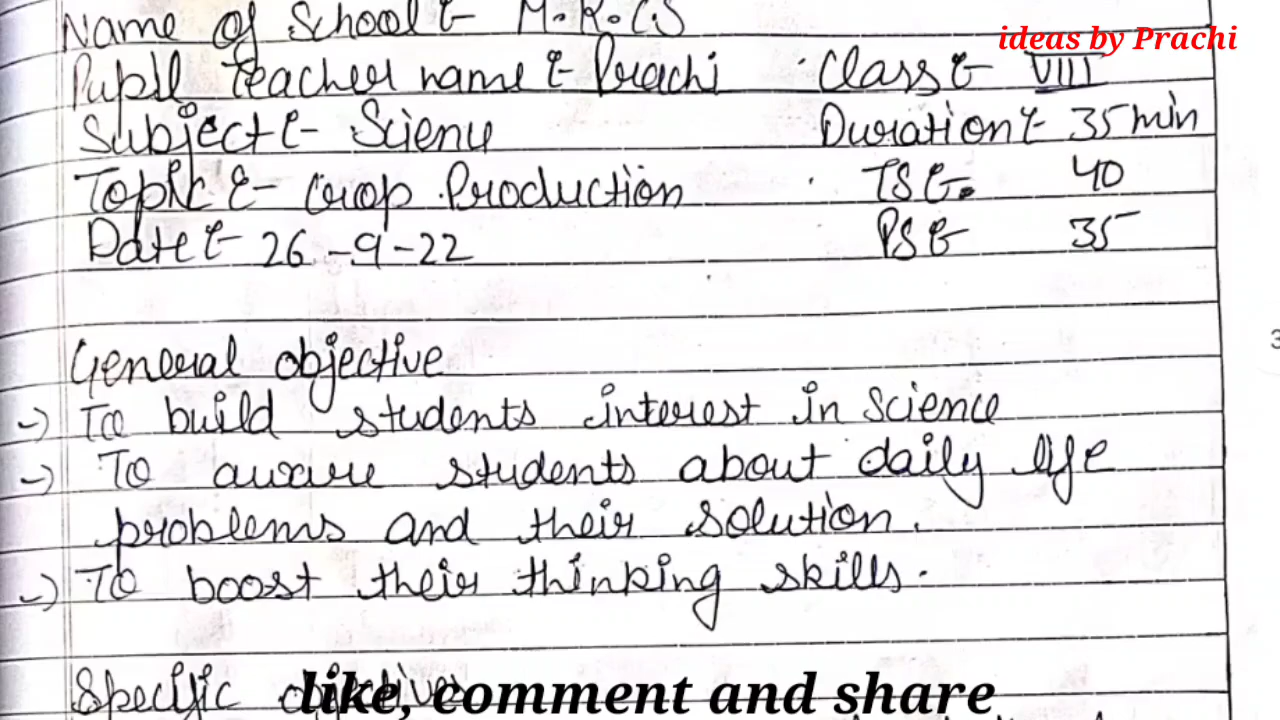 Name of School :- M.R.C.S
ideas by Prachi
Pupil teacher name :- Prachi Class :- VIII
Subject :- Science
Duration :- 35 min
Topic :- Crop Production TS :- 40
Date :- 26-9-22 PS :- 35
General objective
-) To build students interest in Science
-) To aware students about daily life
problems and their solution.
-) To boost their thinking skills.
Specific objective
like, comment and share